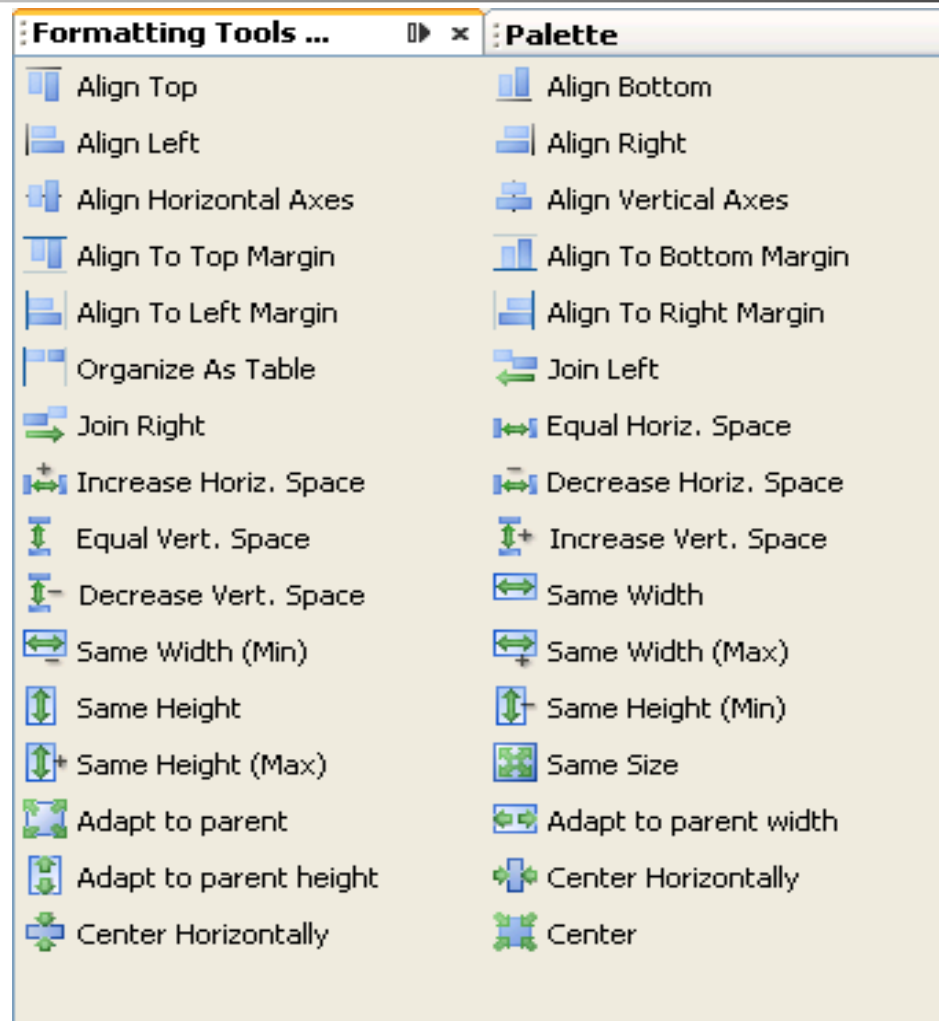 Formatting Tools ... Palette
Align Top Align Bottom
Align Left Align Right
Align Horizontal Axes Align Vertical Axes
Align To Top Margin Align To Bottom Margin
Align To Left Margin Align To Right Margin
Organize As Table Join Left
Join Right Equal Horiz. Space
Increase Horiz. Space Decrease Horiz. Space
Equal Vert. Space Increase Vert. Space
Decrease Vert. Space Same Width
Same Width (Min) Same Width (Max)
Same Height Same Height (Min)
Same Height (Max) Same Size
Adapt to parent Adapt to parent width
Adapt to parent height Center Horizontally
Center Horizontally Center